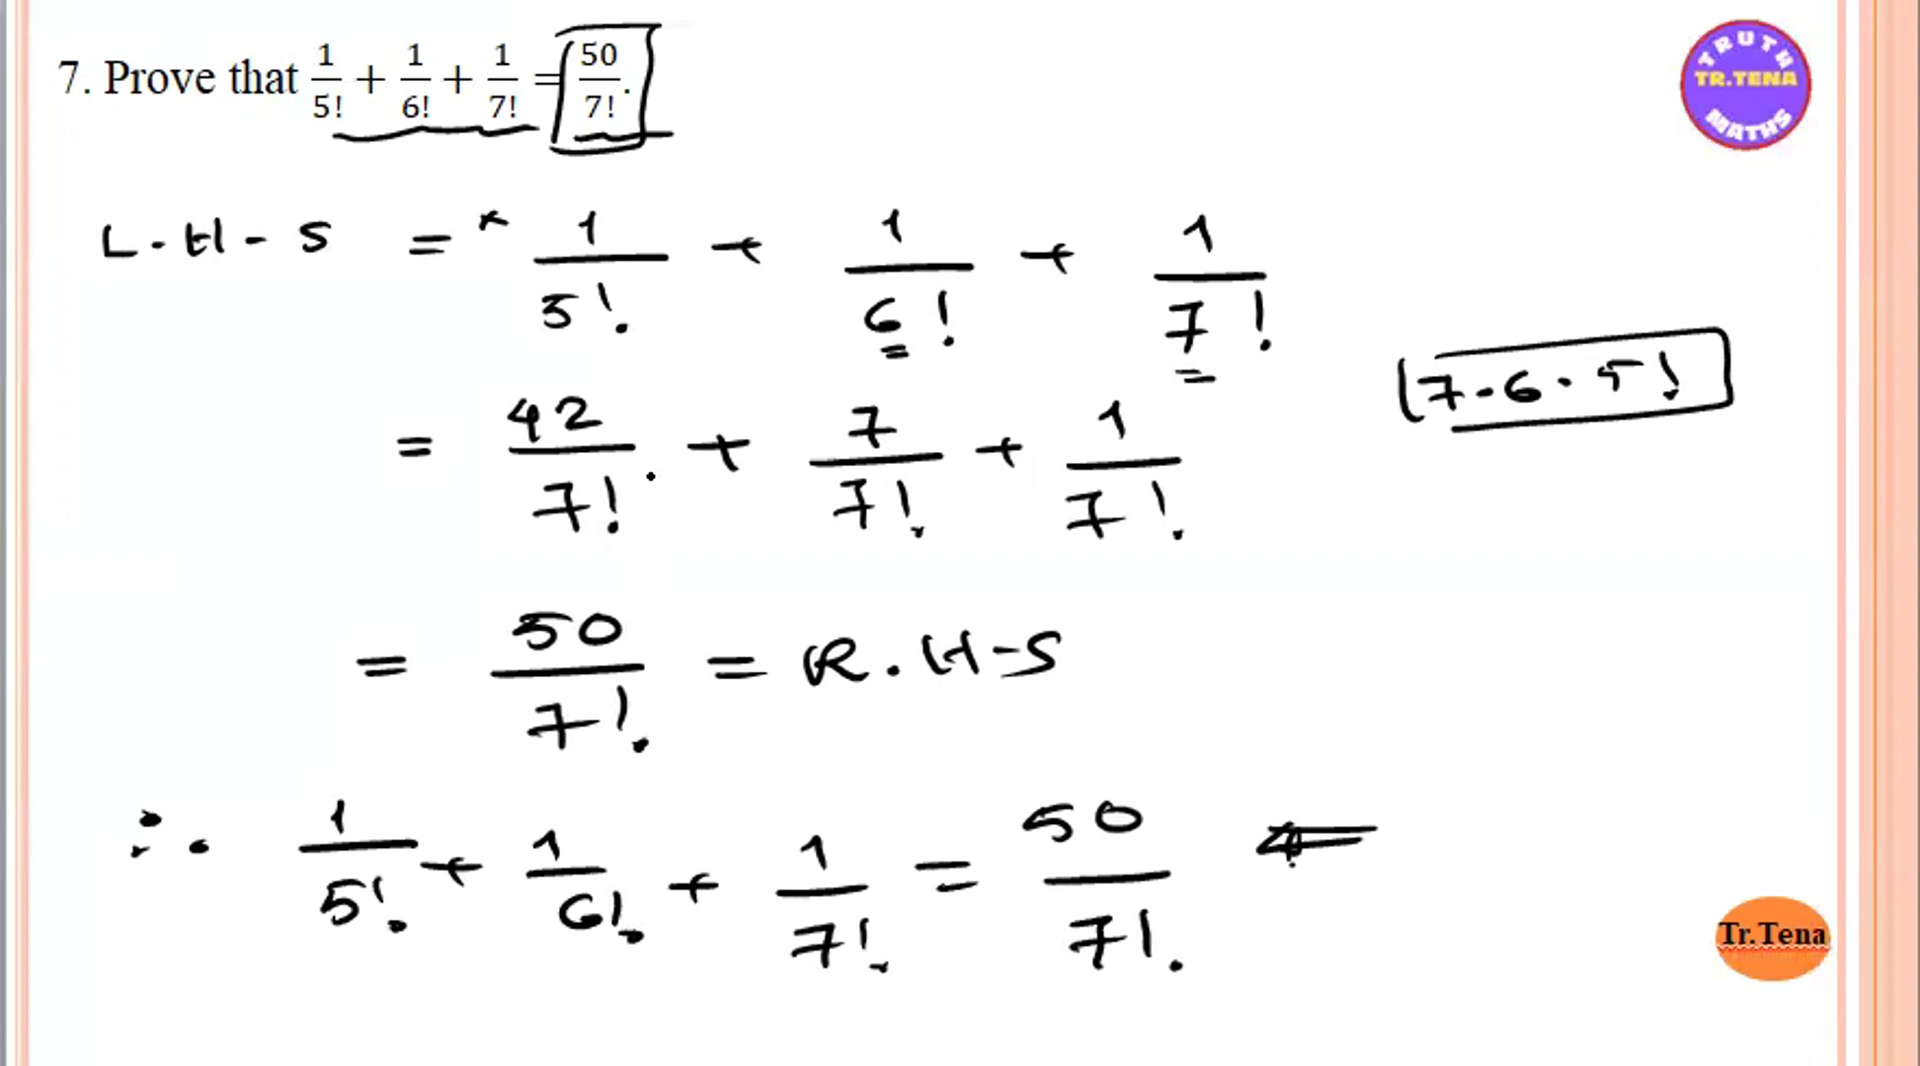 7. Prove that 1/5! + 1/6! + 1/7! = 50/7!.
TRUTH
TR.TENA
MATHS
L.H.S = 1/5! + 1/6! + 1/7!
7.6.5!
= 42/7! + 7/7! + 1/7!
= 50/7! = R.H.S
∴ 1/5! + 1/6! + 1/7! = 50/7!
Tr.Tena